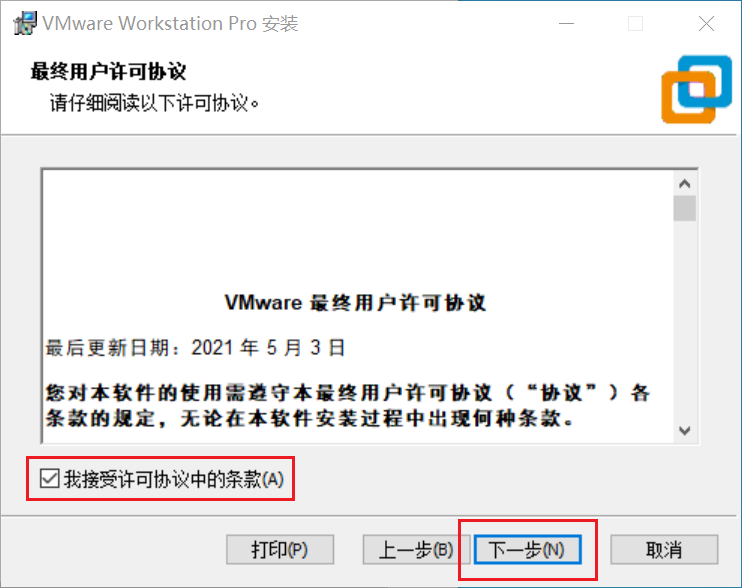 VMware Workstation Pro 安装
最终用户许可协议
请仔细阅读以下许可协议。
VMware 最终用户许可协议
最后更新日期：2021 年 5 月 3 日
您对本软件的使用需遵守本最终用户许可协议（“协议”）各
条款的规定，无论在本软件安装过程中出现何种条款。
我接受许可协议中的条款(A)
打印(P) 上一步(B) 下一步(N) 取消